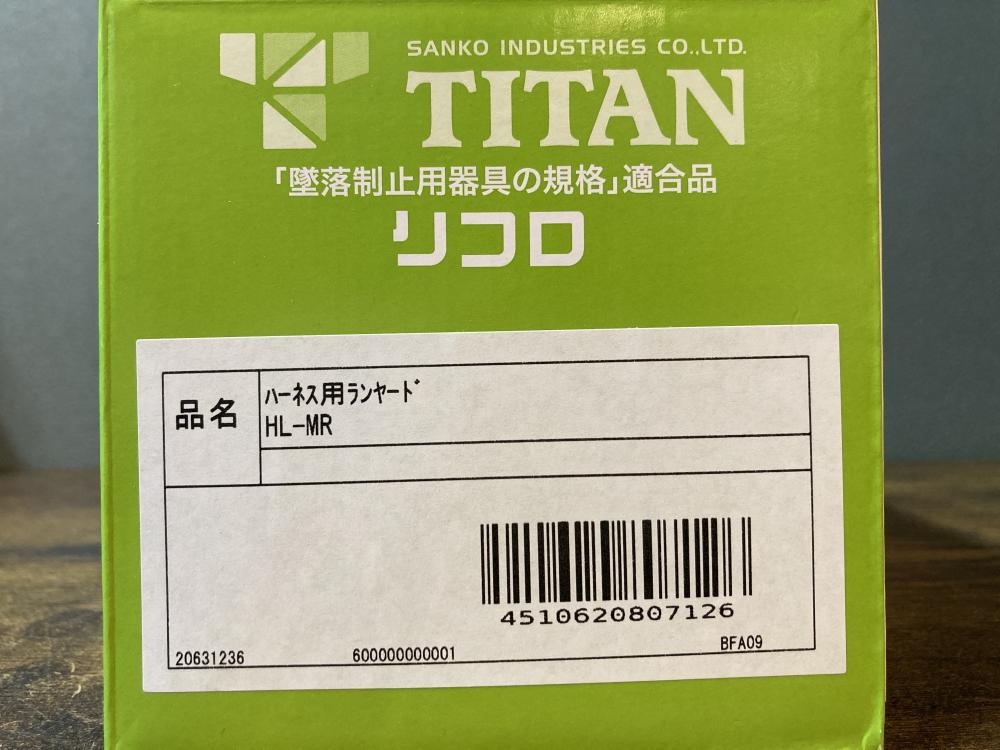 SANKO INDUSTRIES CO.,LTD.
TITAN
「墜落制止用器具の規格」適合品
リコロ
品名
ﾊｰﾈｽ用ﾗﾝﾔｰﾄﾞ
HL-MR
4510620807126
20631236 600000000001 BFA09